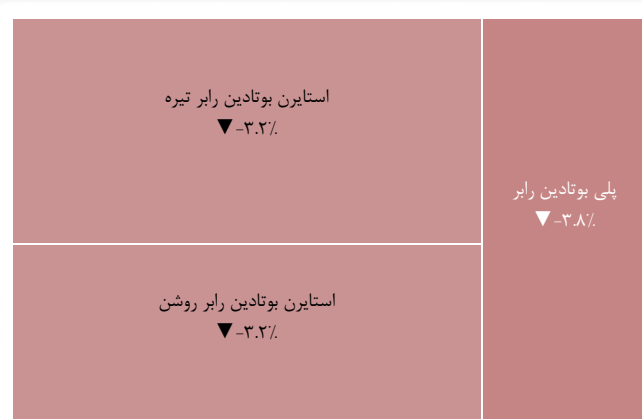 استایرن بوتادین رابر تیره
▼ -۳.۲٪
پلی بوتادین رابر
▼ -۳.۸٪
استایرن بوتادین رابر روشن
▼ -۳.۲٪